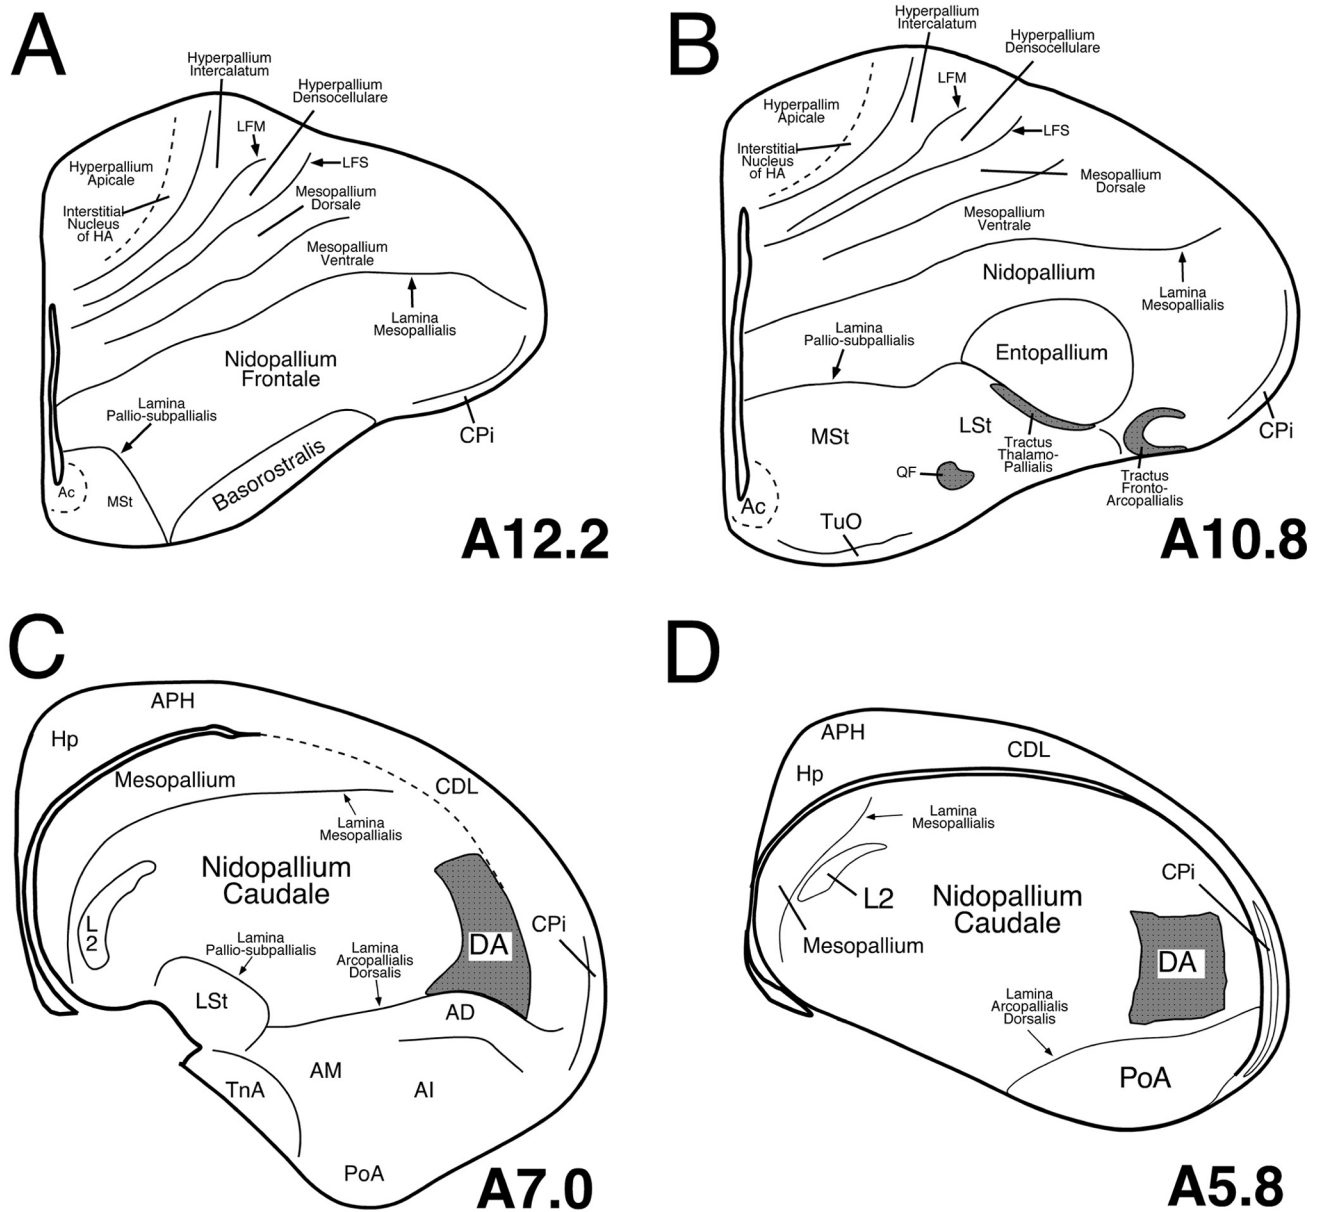 A
Hyperpallium
Intercalatum
Hyperpallium
Densocellulare
LFM
LFS
Hyperpallium
Apicale
Mesopallium
Dorsale
Interstitial
Nucleus
of HA
Mesopallium
Ventrale
Lamina
Mesopallialis
Nidopallium
Frontale
Lamina
Pallio-subpallialis
CPi
Basorostralis
Ac
MSt
A12.2
B
Hyperpallium
Intercalatum
Hyperpallium
Densocellulare
LFM
Hyperpallim
Apicale
LFS
Interstitial
Nucleus
of HA
Mesopallium
Dorsale
Mesopallium
Ventrale
Nidopallium
Lamina
Mesopallialis
Lamina
Pallio-subpallialis
Entopallium
MSt
LSt
CPi
Tractus
Thalamo-
Pallialis
QF
Tractus
Fronto-
Arcopallialis
Ac
TuO
A10.8
C
APH
Hp
Mesopallium
CDL
Lamina
Mesopallialis
Nidopallium
Caudale
L
2
CPi
Lamina
Pallio-subpallialis
Lamina
Arcopallialis
Dorsalis
DA
LSt
AD
AM
TnA
AI
PoA
A7.0
D
APH
CDL
Hp
Lamina
Mesopallialis
CPi
L2
Nidopallium
Caudale
Mesopallium
DA
Lamina
Arcopallialis
Dorsalis
PoA
A5.8